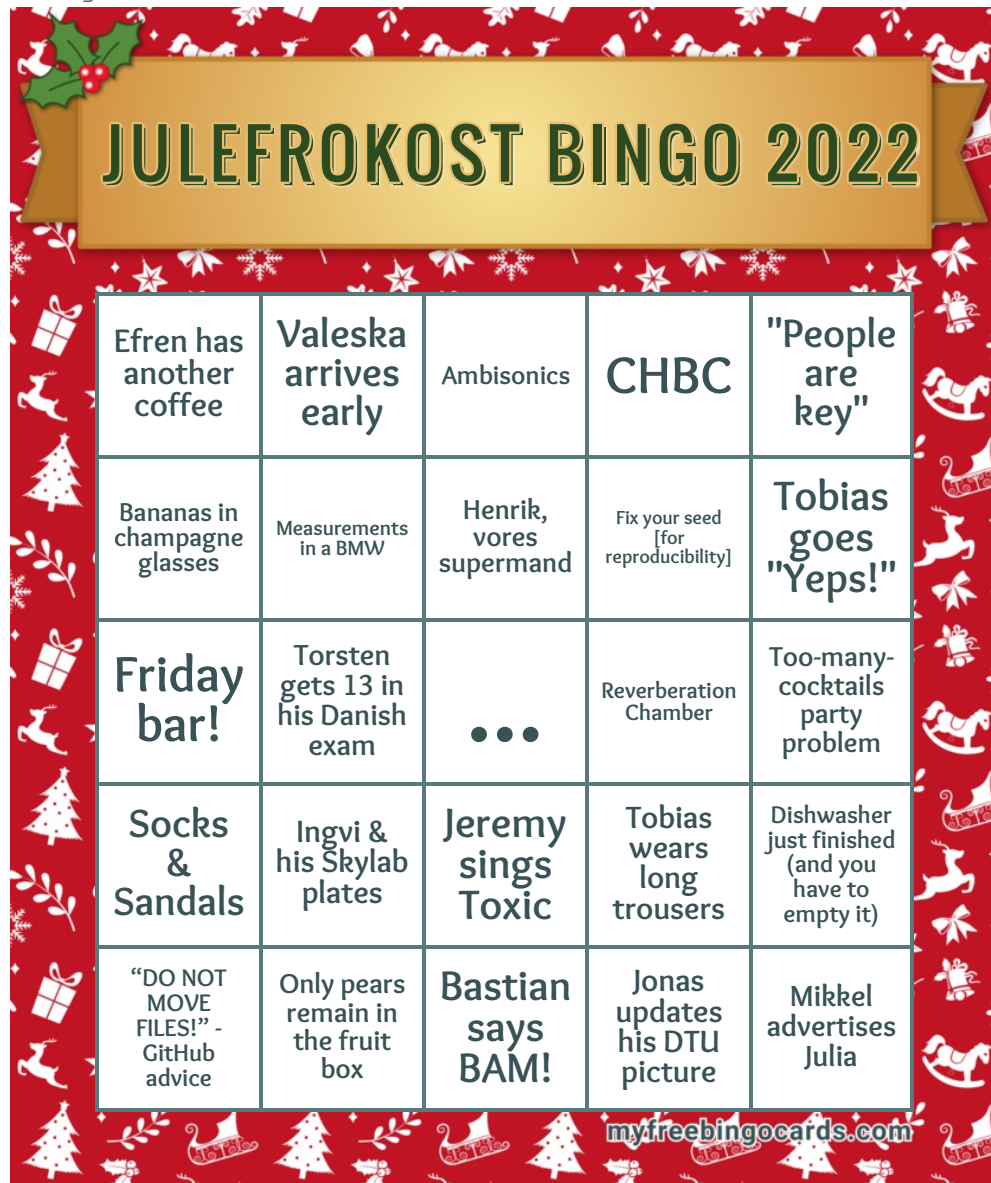 JULEFROKOST BINGO 2022
Efren has
another
coffee
Valeska
arrives
early
Ambisonics
CHBC
"People
are
key"
Bananas in
champagne
glasses
Measurements
in a BMW
Henrik,
vores
supermand
Fix your seed
[for
reproducibility]
Tobias
goes
"Yeps!"
Friday
bar!
Torsten
gets 13 in
his Danish
exam
...
Reverberation
Chamber
Too-many-
cocktails
party
problem
Socks
&
Sandals
Ingvi &
his Skylab
plates
Jeremy
sings
Toxic
Tobias
wears
long
trousers
Dishwasher
just finished
(and you
have to
empty it)
“DO NOT
MOVE
FILES!” -
GitHub
advice
Only pears
remain in
the fruit
box
Bastian
says
BAM!
Jonas
updates
his DTU
picture
Mikkel
advertises
Julia
myfreebingocards.com